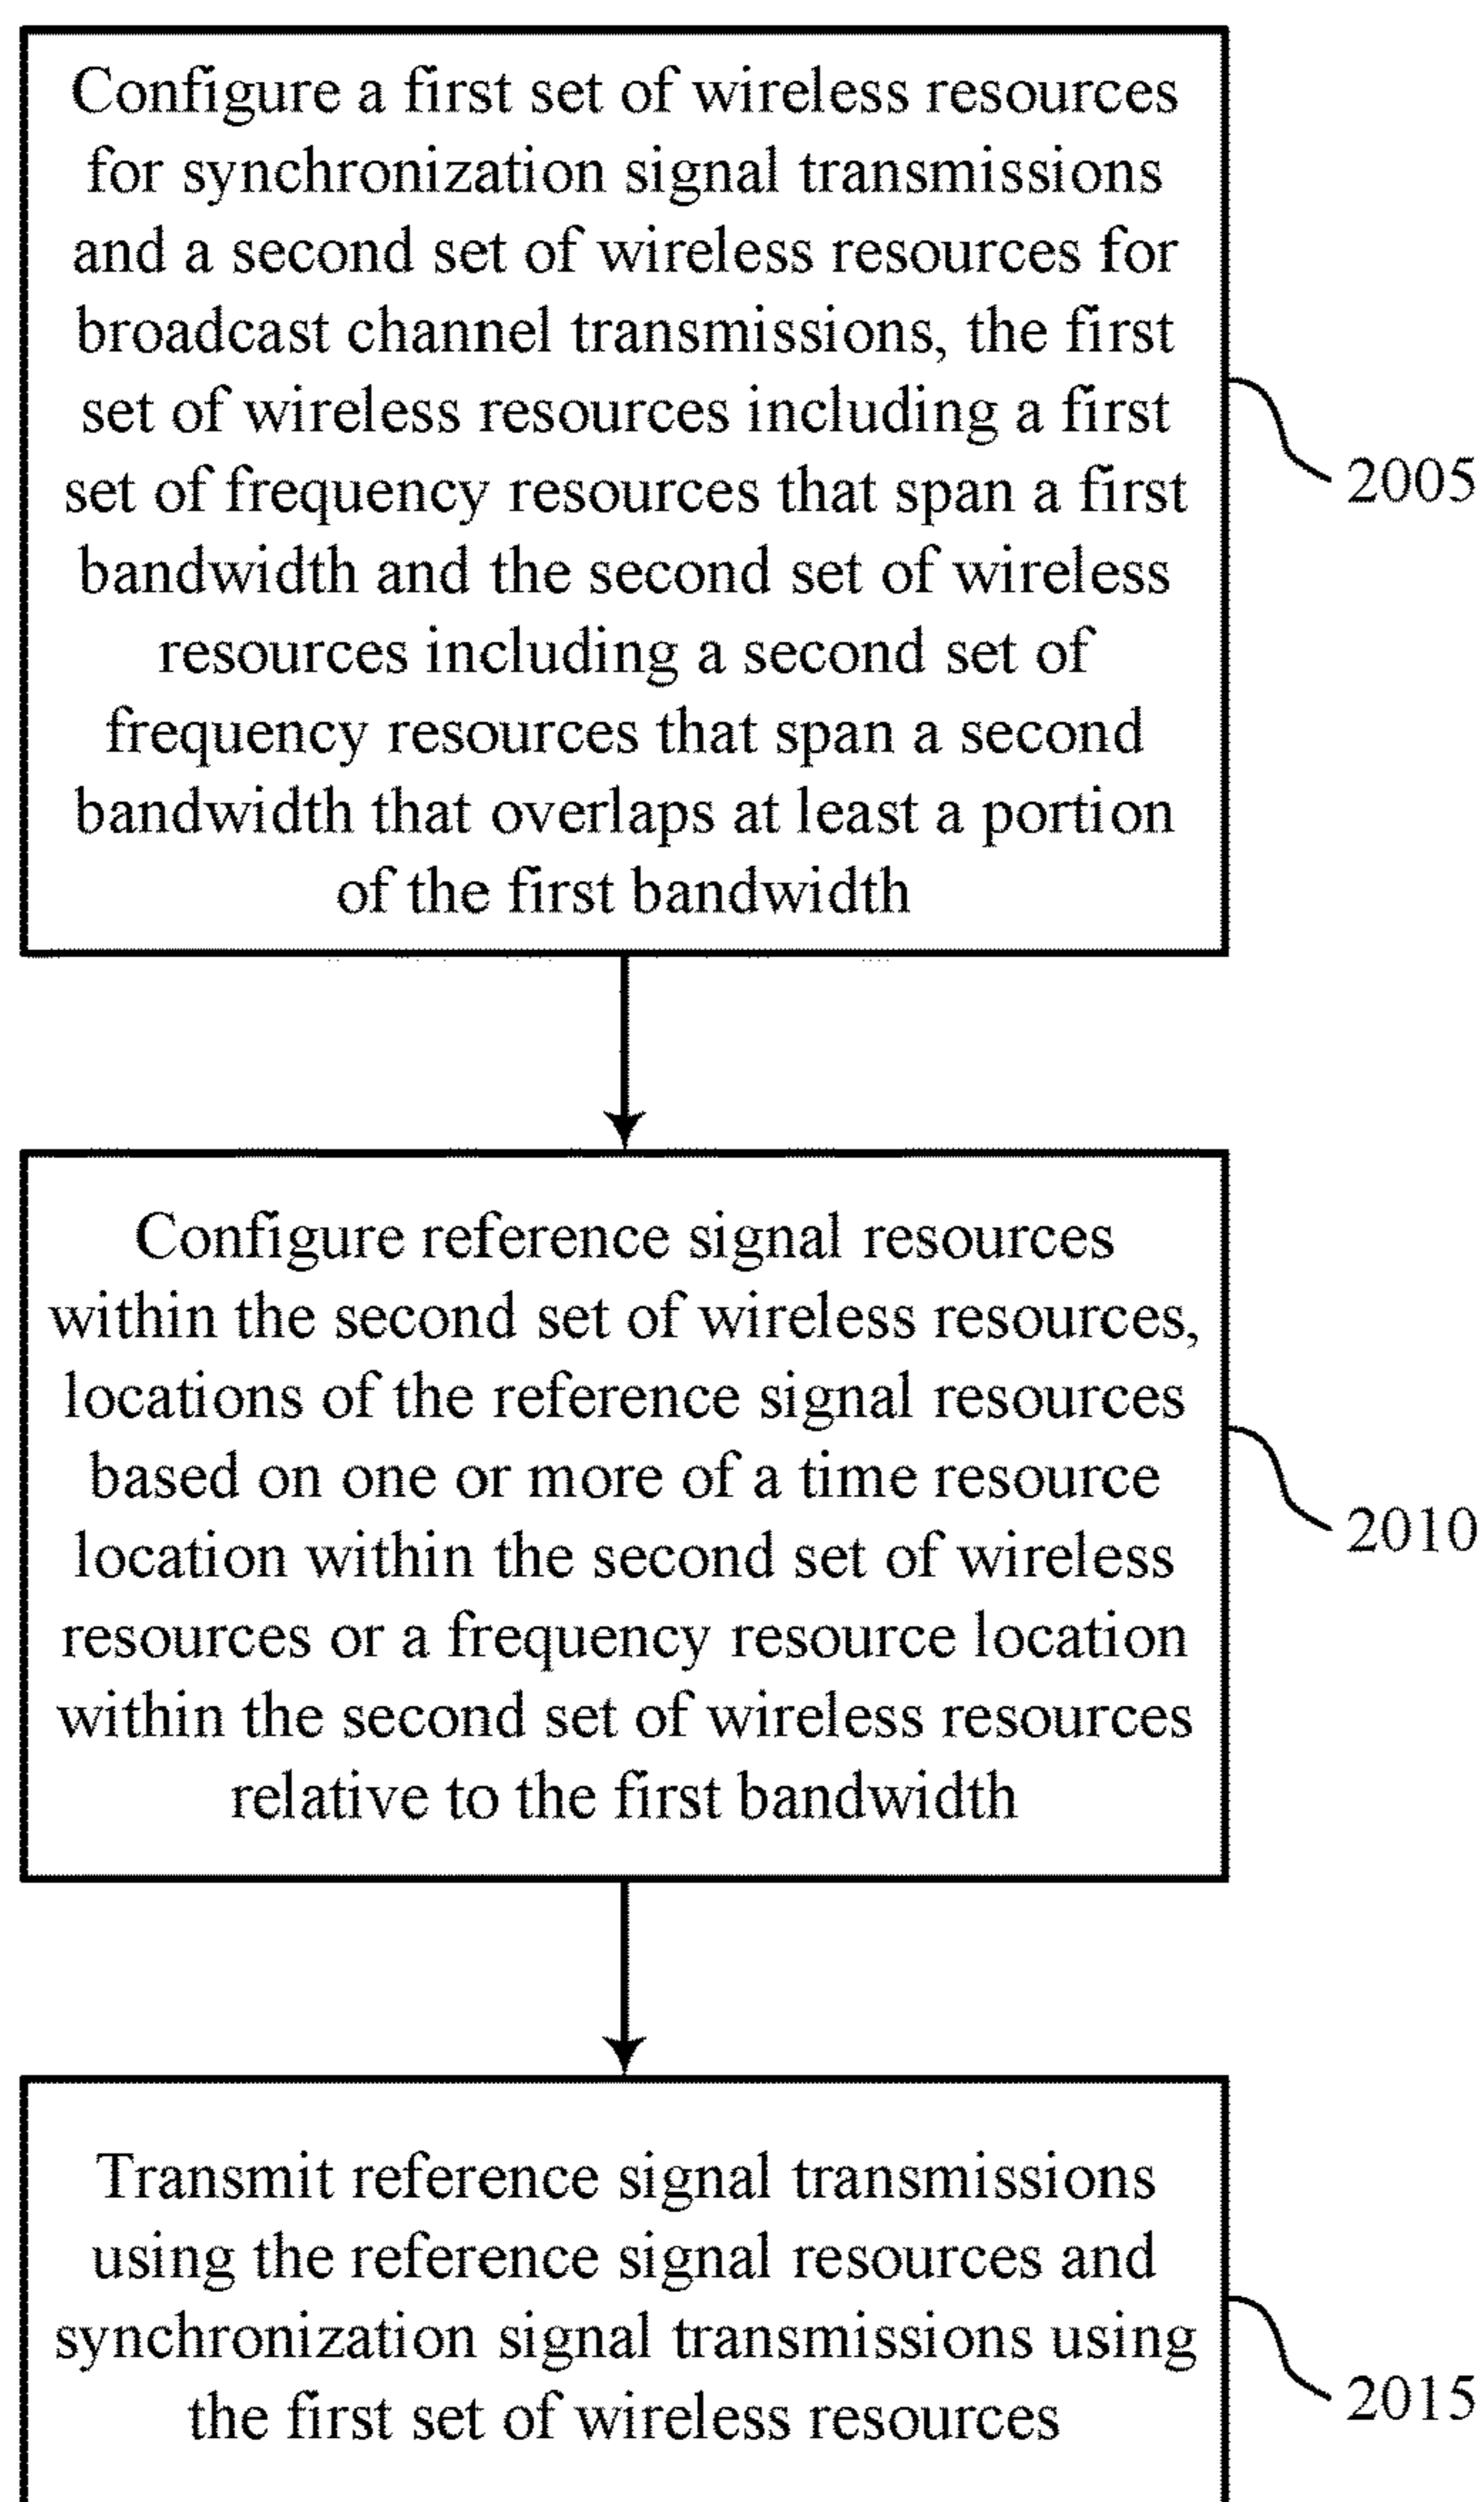 Configure a first set of wireless resources
for synchronization signal transmissions
and a second set of wireless resources for
broadcast channel transmissions, the first
set of wireless resources including a first
set of frequency resources that span a first
bandwidth and the second set of wireless
resources including a second set of
frequency resources that span a second
bandwidth that overlaps at least a portion
of the first bandwidth
2005
Configure reference signal resources
within the second set of wireless resources,
locations of the reference signal resources
based on one or more of a time resource
location within the second set of wireless
resources or a frequency resource location
within the second set of wireless resources
relative to the first bandwidth
2010
Transmit reference signal transmissions
using the reference signal resources and
synchronization signal transmissions using
the first set of wireless resources
2015